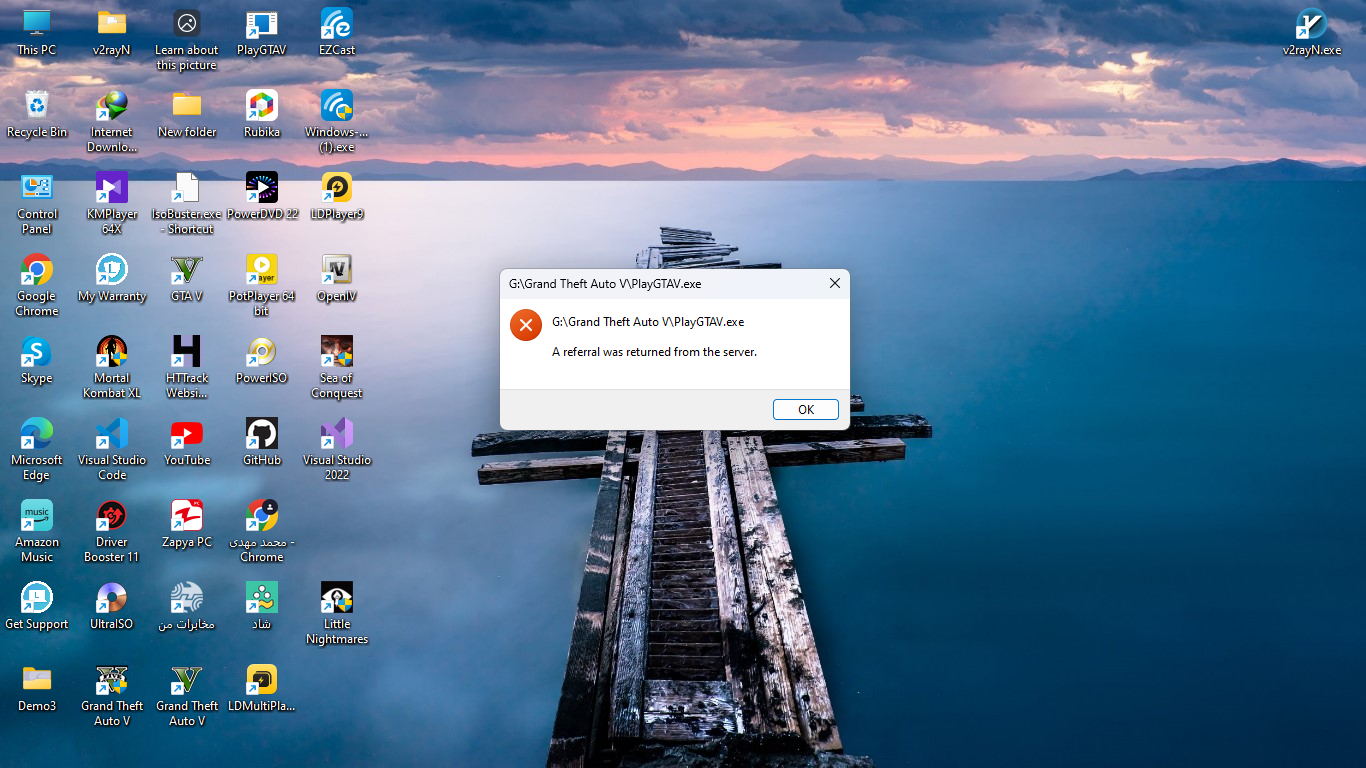 This PC
v2rayN
Learn about
this picture
PlayGTAV
EZCast
v2rayN.exe
Recycle Bin
Internet
Downlo...
New folder
Rubika
Windows-...
(1).exe
Control
Panel
KMPlayer
64X
IsoBuster.exe
- Shortcut
PowerDVD 22
LDPlayer9
Google
Chrome
My Warranty
GTA V
PotPlayer 64
bit
OpenIV
Skype
Mortal
Kombat XL
HTTrack
Websi...
PowerISO
Sea of
Conquest
Microsoft
Edge
Visual Studio
Code
YouTube
GitHub
Visual Studio
2022
music
Amazon
Music
Driver
Booster 11
Zapya PC
محمد مهدی -
Chrome
Get Support
UltraISO
مخابرات من
شاد
Little
Nightmares
Demo3
Grand Theft
Auto V
Grand Theft
Auto V
LDMultiPla...
G:\Grand Theft Auto V\PlayGTAV.exe
G:\Grand Theft Auto V\PlayGTAV.exe
A referral was returned from the server.
OK